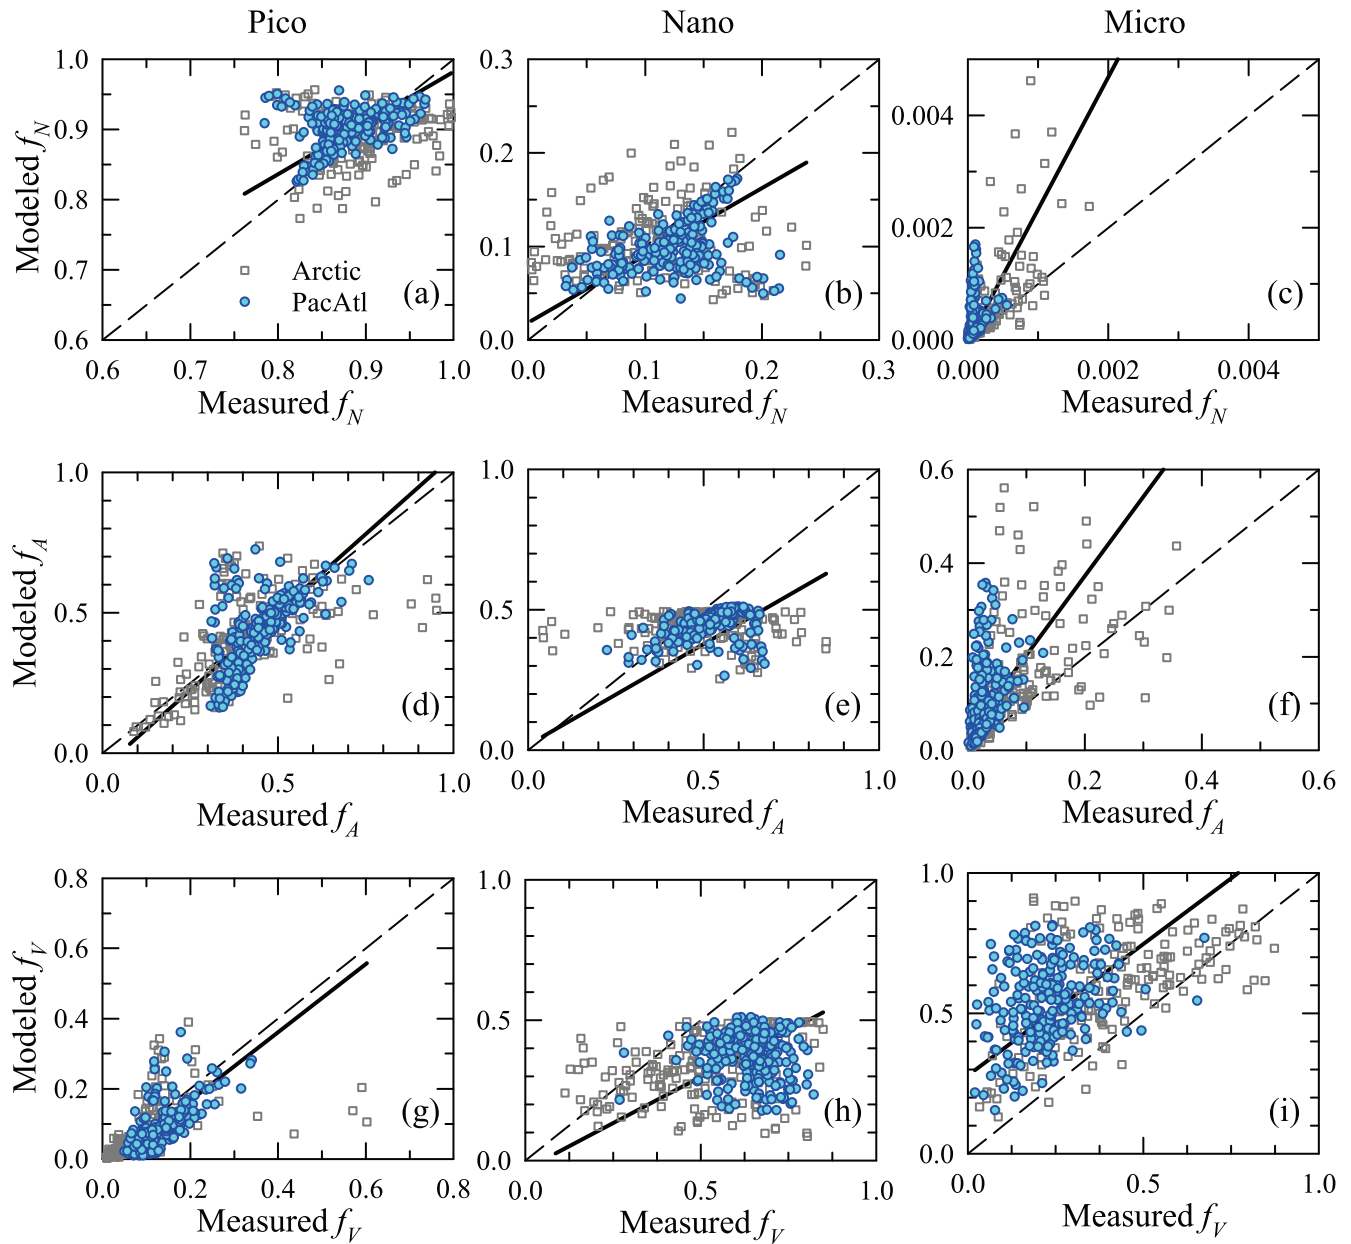 Pico Nano Micro
1.0 0.9 0.8 0.7 0.6
Modeled f_N
Arctic
PacAtl
(a)
0.6 0.7 0.8 0.9 1.0
Measured f_N
0.3 0.2 0.1 0.0
(b)
0.0 0.1 0.2 0.3
Measured f_N
0.004 0.002 0.000
(c)
0.000 0.002 0.004
Measured f_N
1.0 0.5 0.0
Modeled f_A
(d)
0.0 0.5 1.0
Measured f_A
1.0 0.5 0.0
(e)
0.0 0.5 1.0
Measured f_A
0.6 0.4 0.2 0.0
(f)
0.0 0.2 0.4 0.6
Measured f_A
0.8 0.6 0.4 0.2 0.0
Modeled f_V
(g)
0.0 0.2 0.4 0.6 0.8
Measured f_V
1.0 0.5 0.0
(h)
0.0 0.5 1.0
Measured f_V
1.0 0.5 0.0
(i)
0.0 0.5 1.0
Measured f_V